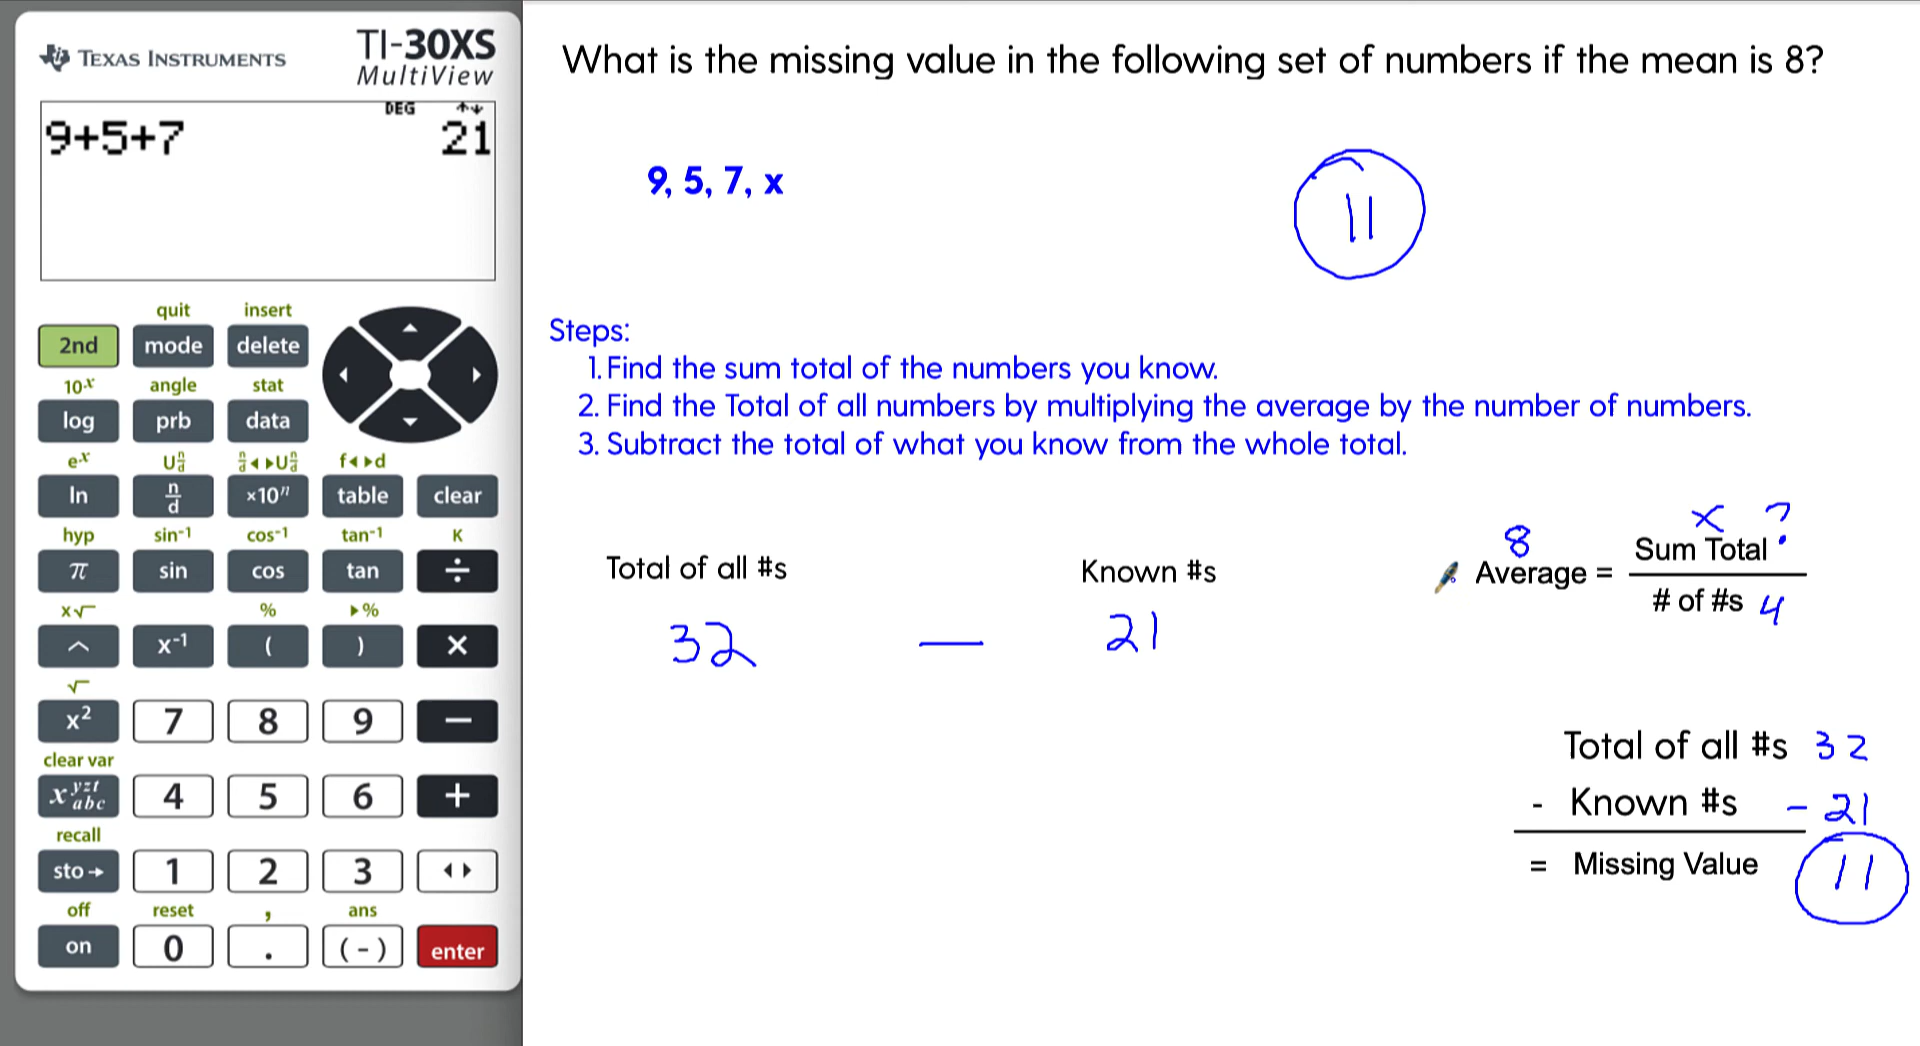 TEXAS INSTRUMENTS
TI-30XS
MultiView
DEG
9+5+7 21
quit insert
2nd mode delete
10^x angle stat
log prb data
e^x U n/d n/d ◄►U n/d f◄►d
ln n/d ×10^n table clear
hyp sin⁻¹ cos⁻¹ tan⁻¹ K
π sin cos tan ÷
x√ % ►%
^ x⁻¹ ( ) ×
√
x² 7 8 9 −
clear var
x yzt abc 4 5 6 +
recall
sto→ 1 2 3 ◄►
off reset , ans
on 0 . (-) enter
What is the missing value in the following set of numbers if the mean is 8?
9, 5, 7, x
11
Steps:
1. Find the sum total of the numbers you know.
2. Find the Total of all numbers by multiplying the average by the number of numbers.
3. Subtract the total of what you know from the whole total.
Total of all #s Known #s
32 − 21
x ?
8 Sum Total
Average =
# of #s 4
Total of all #s 32
- Known #s − 21
= Missing Value 11